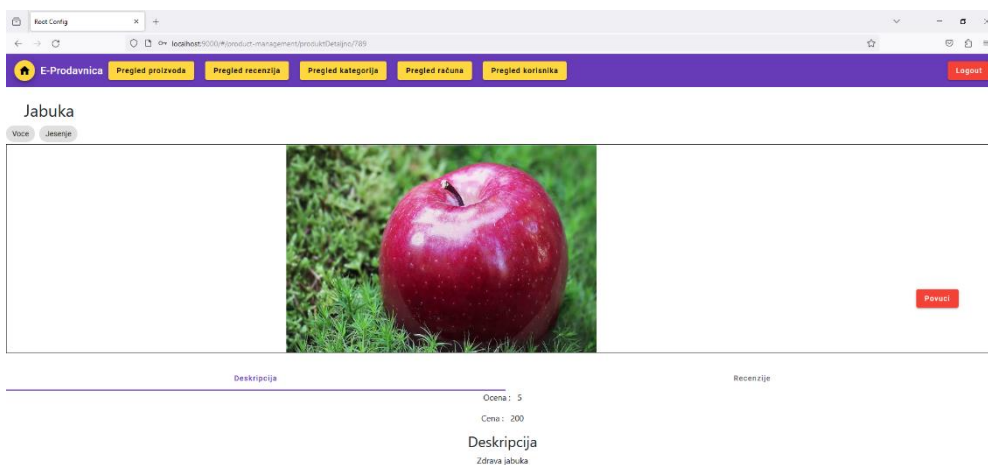 Root Config
localhost:9000/#/product-management/produktDetaljno/789
E-Prodavnica Pregled proizvoda Pregled recenzija Pregled kategorija Pregled računa Pregled korisnika Logout
Jabuka
Voce Jesenje
Povuci
Deskripcija Recenzije
Ocena : 5
Cena : 200
Deskripcija
Zdrava jabuka